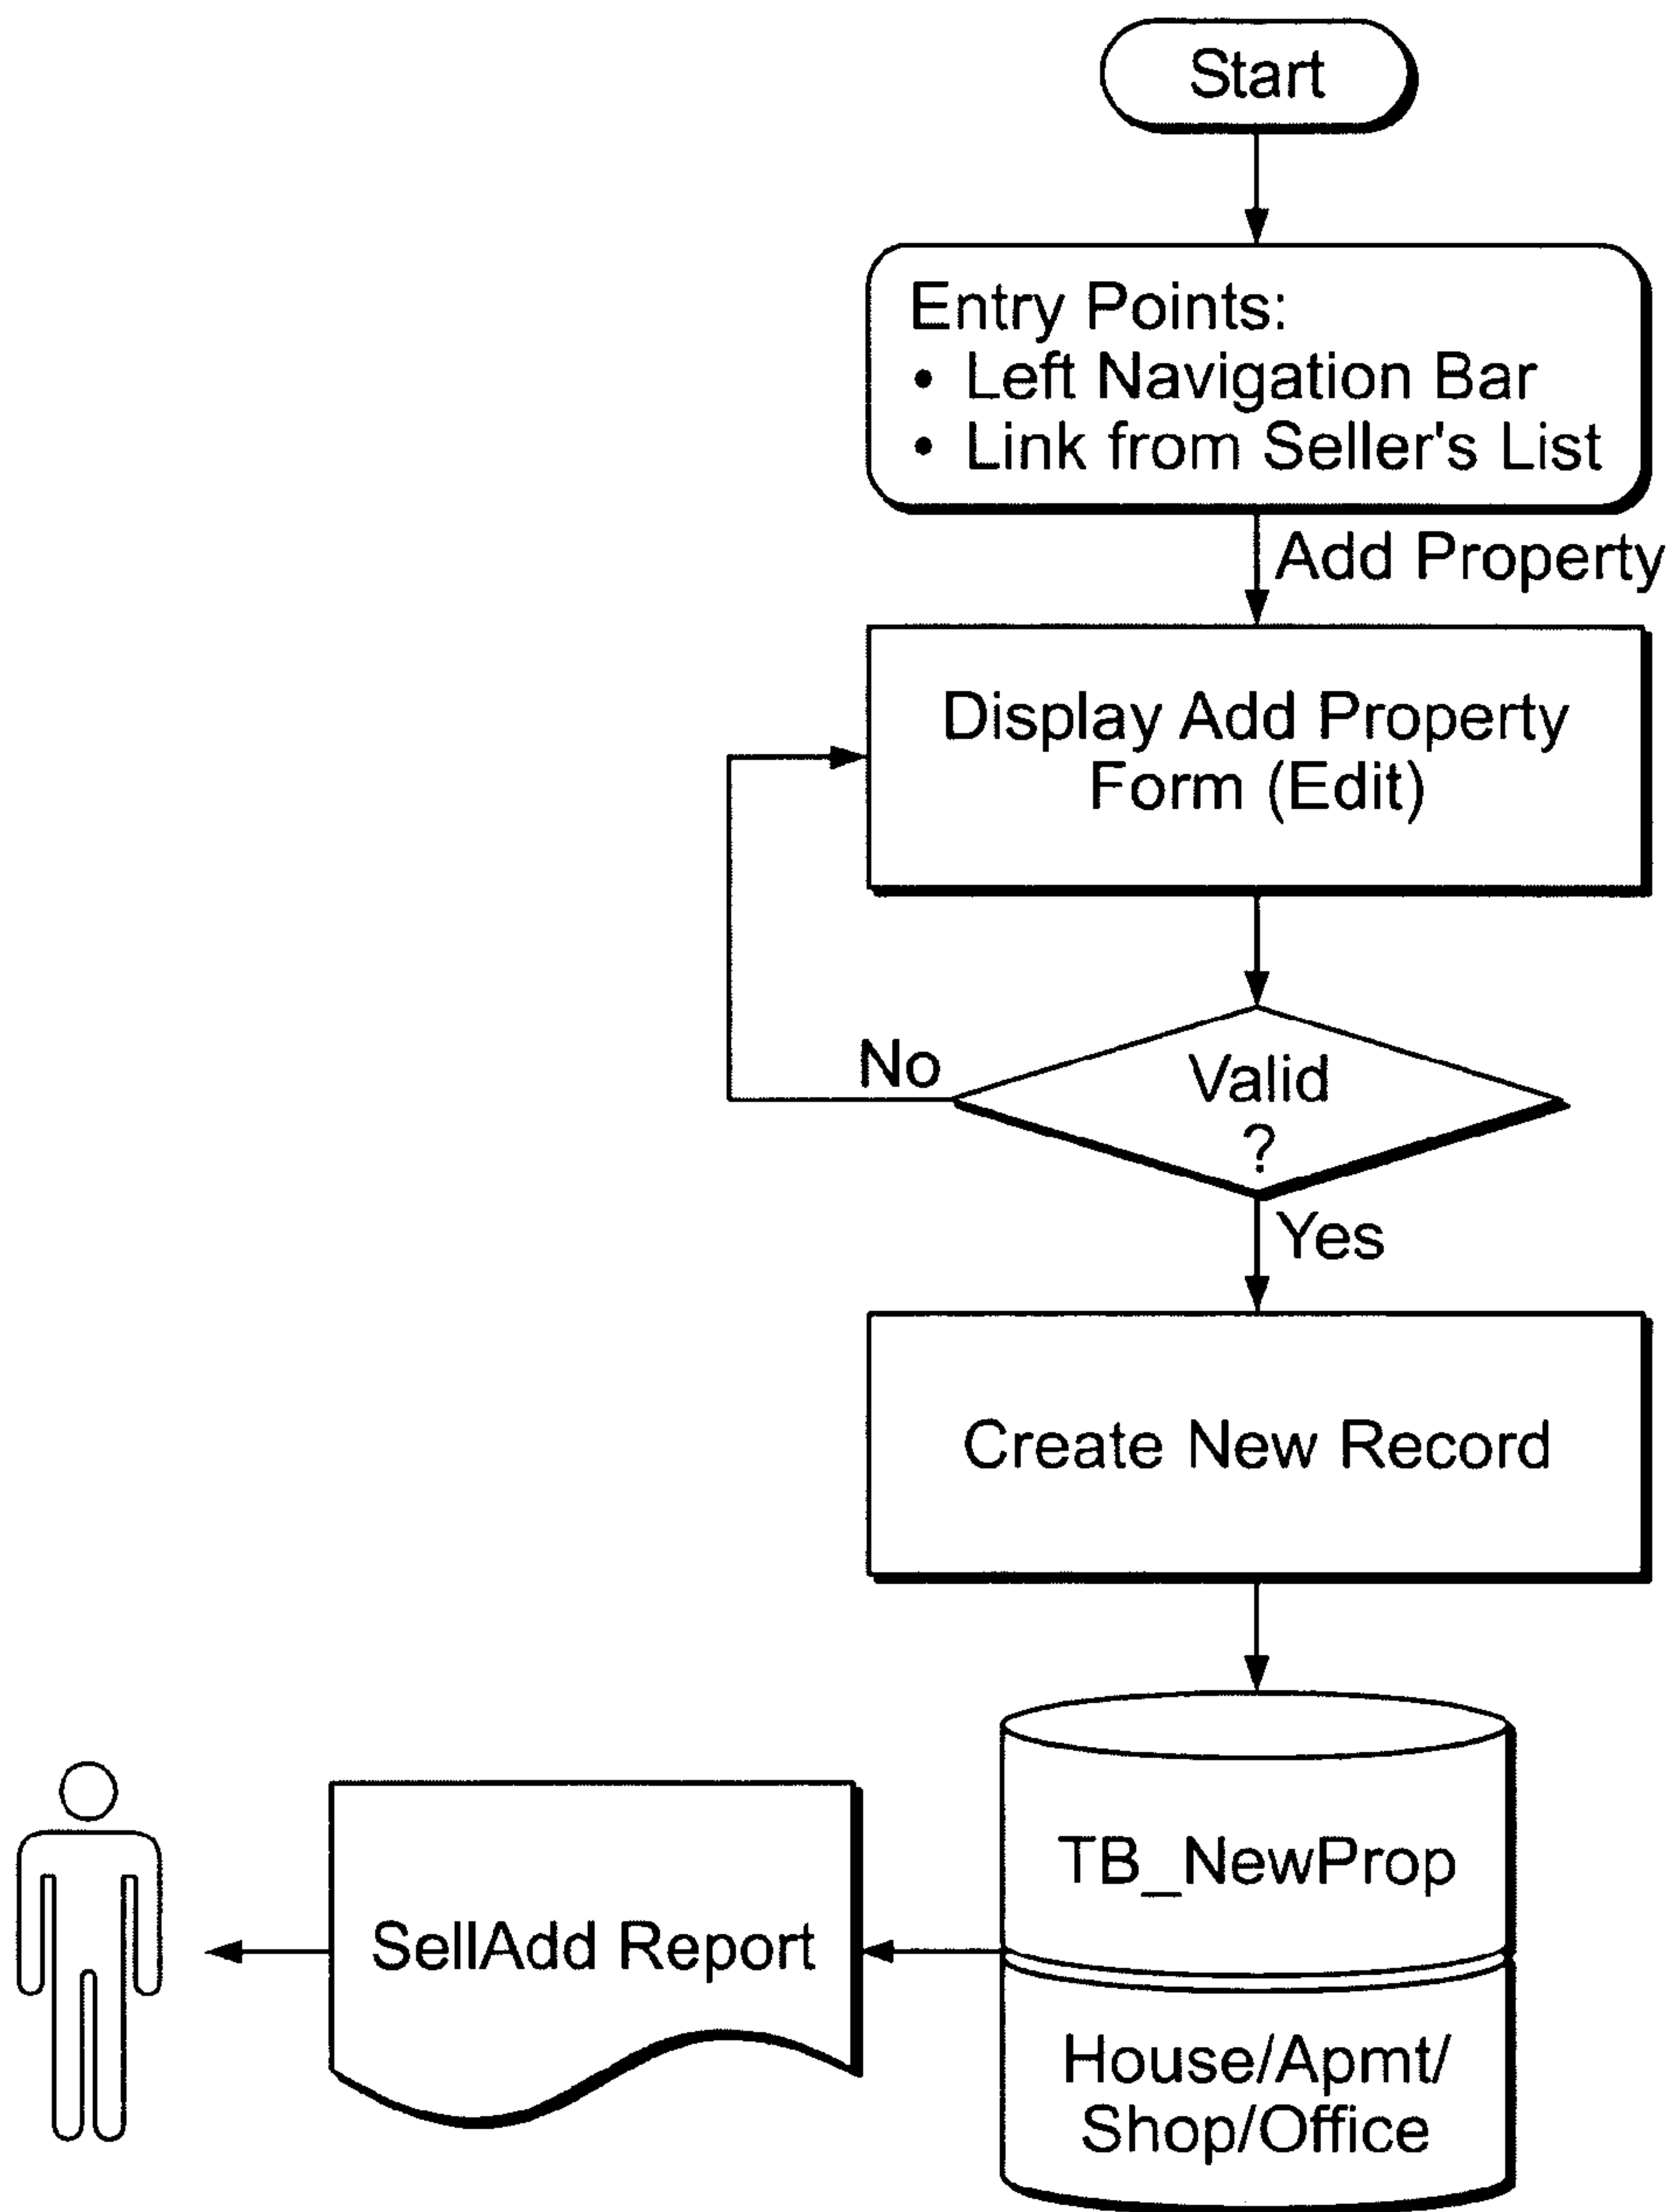 Start
Entry Points:
• Left Navigation Bar
• Link from Seller's List
Add Property
Display Add Property
Form (Edit)
No
Valid
?
Yes
Create New Record
TB_NewProp
SellAdd Report
House/Apmt/
Shop/Office